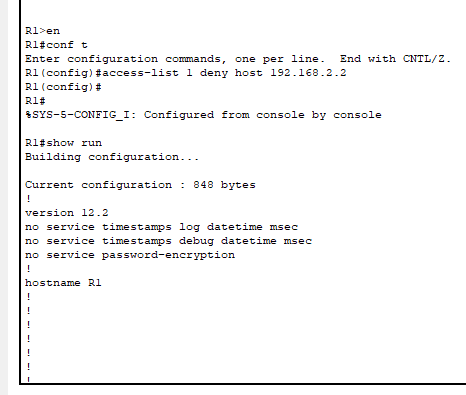 R1>en
R1#conf t
Enter configuration commands, one per line.  End with CNTL/Z.
R1(config)#access-list 1 deny host 192.168.2.2
R1(config)#
R1#
%SYS-5-CONFIG_I: Configured from console by console
R1#show run
Building configuration...
Current configuration : 848 bytes
!
version 12.2
no service timestamps log datetime msec
no service timestamps debug datetime msec
no service password-encryption
!
hostname R1
!
!
!
!
!
!
!